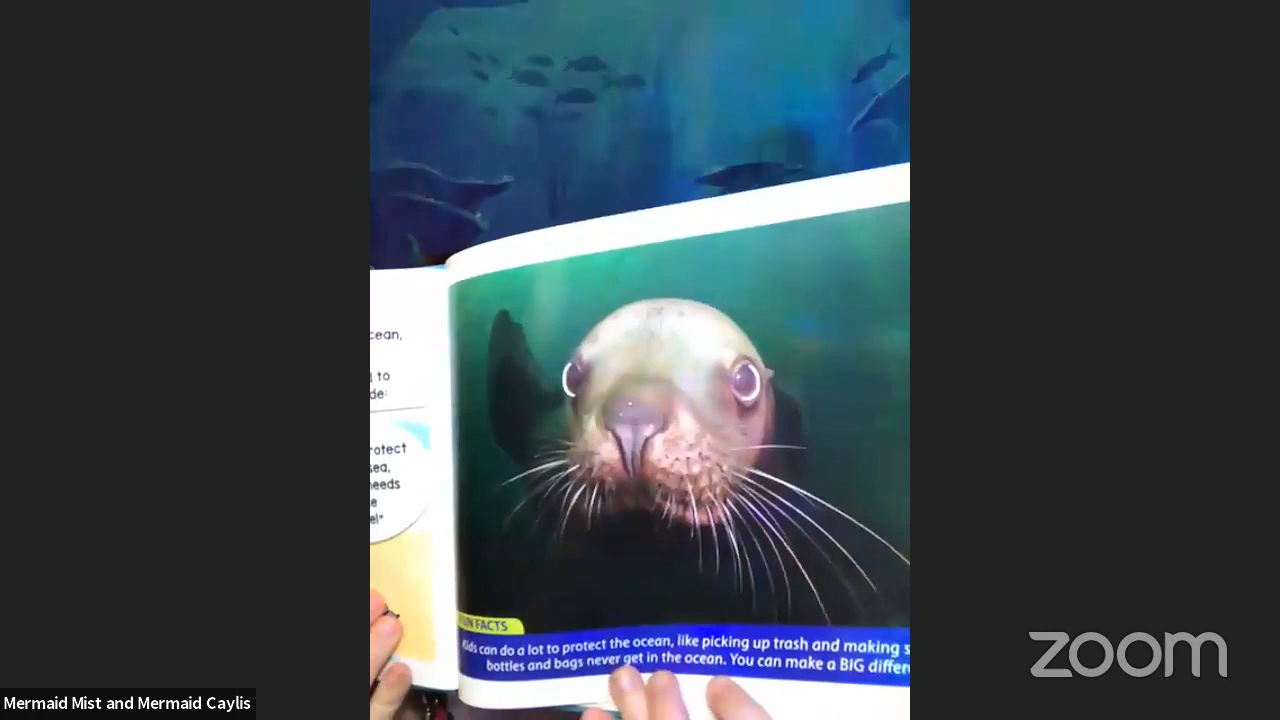 cean,
to
de:
rotect
sea,
needs
e
el"
FUN FACTS
Kids can do a lot to protect the ocean, like picking up trash and making s
bottles and bags never get in the ocean. You can make a BIG differ
zoom
Mermaid Mist and Mermaid Caylis